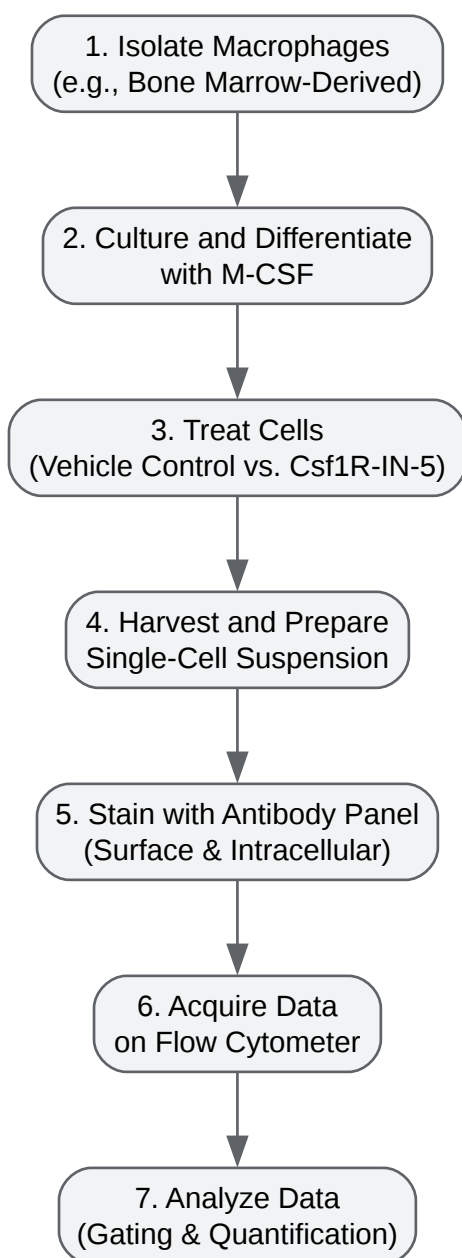 1. Isolate Macrophages
(e.g., Bone Marrow-Derived)
2. Culture and Differentiate
with M-CSF
3. Treat Cells
(Vehicle Control vs. Csf1R-IN-5)
4. Harvest and Prepare
Single-Cell Suspension
5. Stain with Antibody Panel
(Surface & Intracellular)
6. Acquire Data
on Flow Cytometer
7. Analyze Data
(Gating & Quantification)